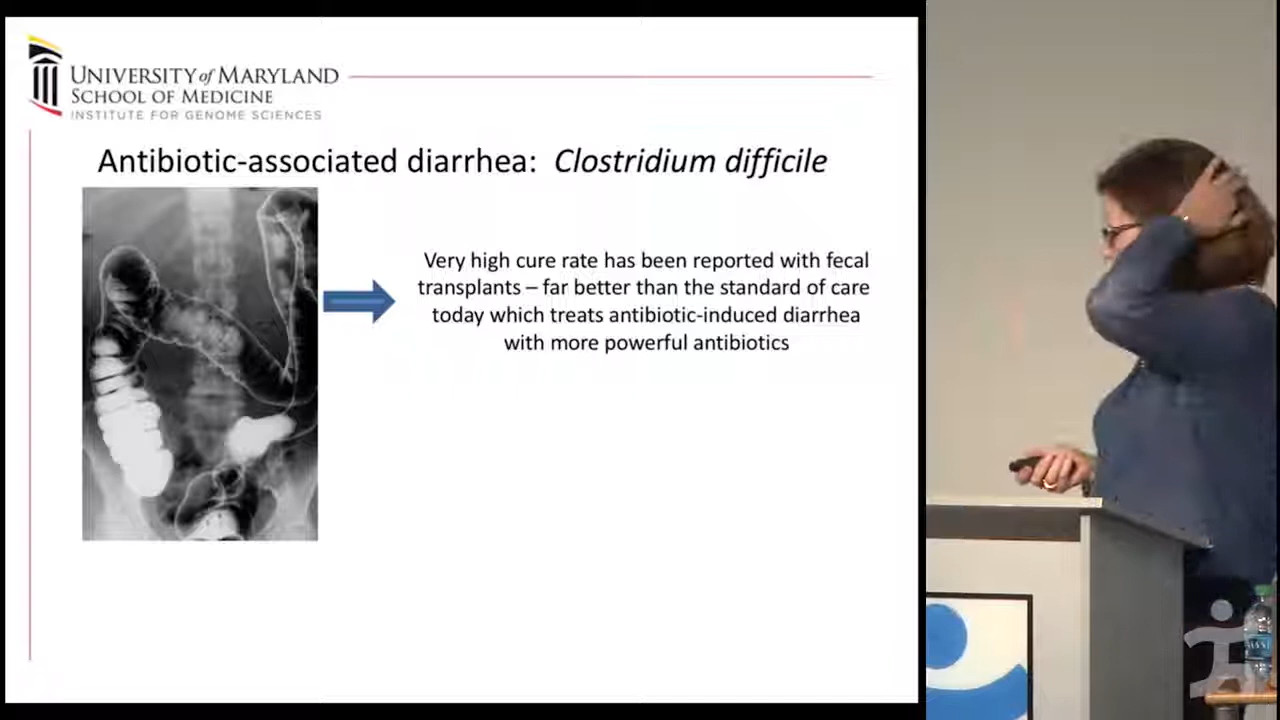 UNIVERSITY of MARYLAND
SCHOOL OF MEDICINE
INSTITUTE FOR GENOME SCIENCES
Antibiotic-associated diarrhea: Clostridium difficile
Very high cure rate has been reported with fecal
transplants – far better than the standard of care
today which treats antibiotic-induced diarrhea
with more powerful antibiotics